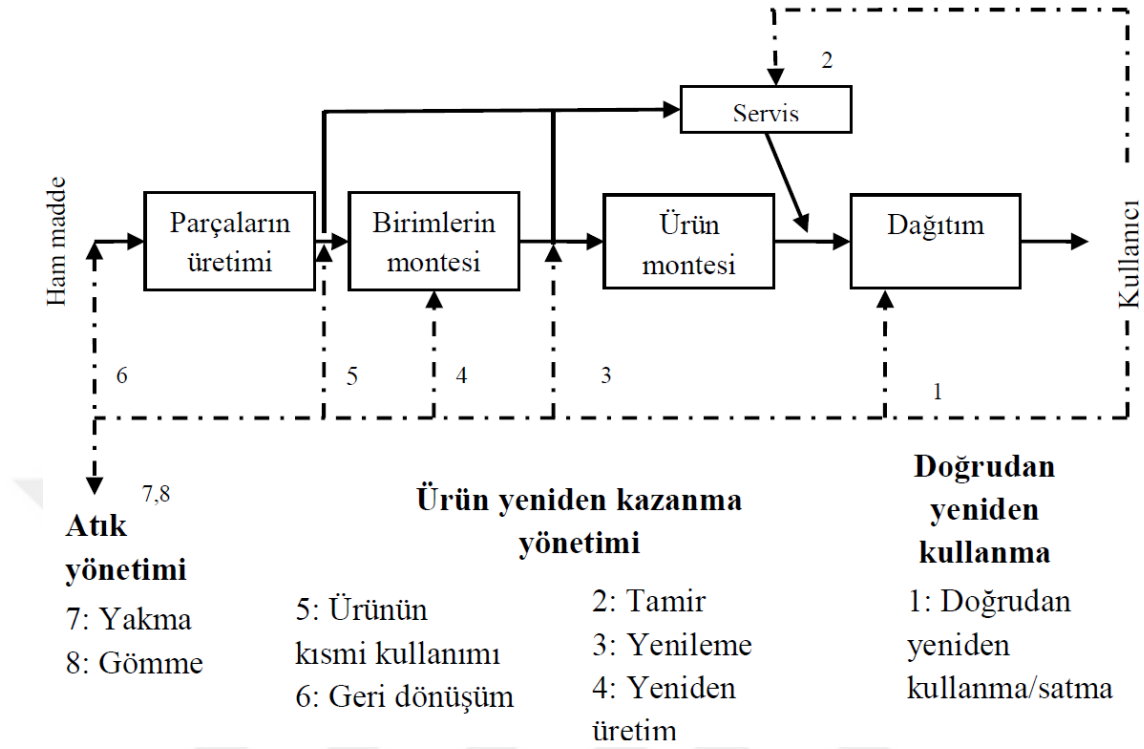 2
Servis
Ham madde
Parçaların
üretimi
Birimlerin
montesi
Ürün
montesi
Dağıtım
Kullanıcı
6
5
4
3
1
7,8
Atık
yönetimi
7: Yakma
8: Gömme
Ürün yeniden kazanma
yönetimi
5: Ürünün
kısmi kullanımı
6: Geri dönüşüm
2: Tamir
3: Yenileme
4: Yeniden
üretim
Doğrudan
yeniden
kullanma
1: Doğrudan
yeniden
kullanma/satma